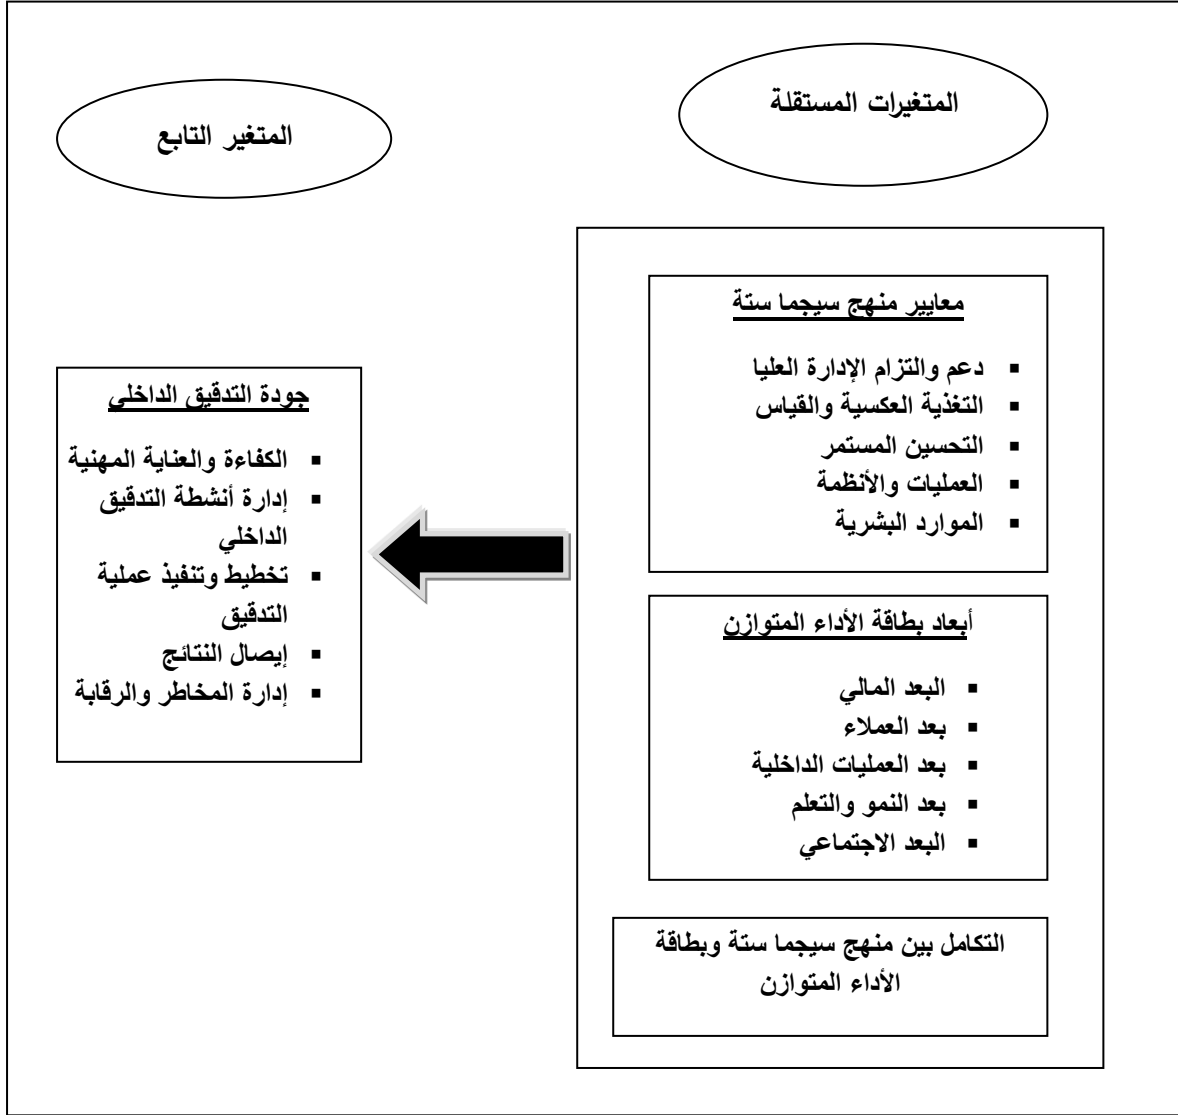 المتغيرات المستقلة
المتغير التابع
معايير منهج سيجما ستة
▪ دعم والتزام الإدارة العليا
▪ التغذية العكسية والقياس
▪ التحسين المستمر
▪ العمليات والأنظمة
▪ الموارد البشرية
أبعاد بطاقة الأداء المتوازن
▪ البعد المالي
▪ بعد العملاء
▪ بعد العمليات الداخلية
▪ بعد النمو والتعلم
▪ البعد الاجتماعي
التكامل بين منهج سيجما ستة وبطاقة
الأداء المتوازن
جودة التدقيق الداخلي
▪ الكفاءة والعناية المهنية
▪ إدارة أنشطة التدقيق
الداخلي
▪ تخطيط وتنفيذ عملية
التدقيق
▪ إيصال النتائج
▪ إدارة المخاطر والرقابة